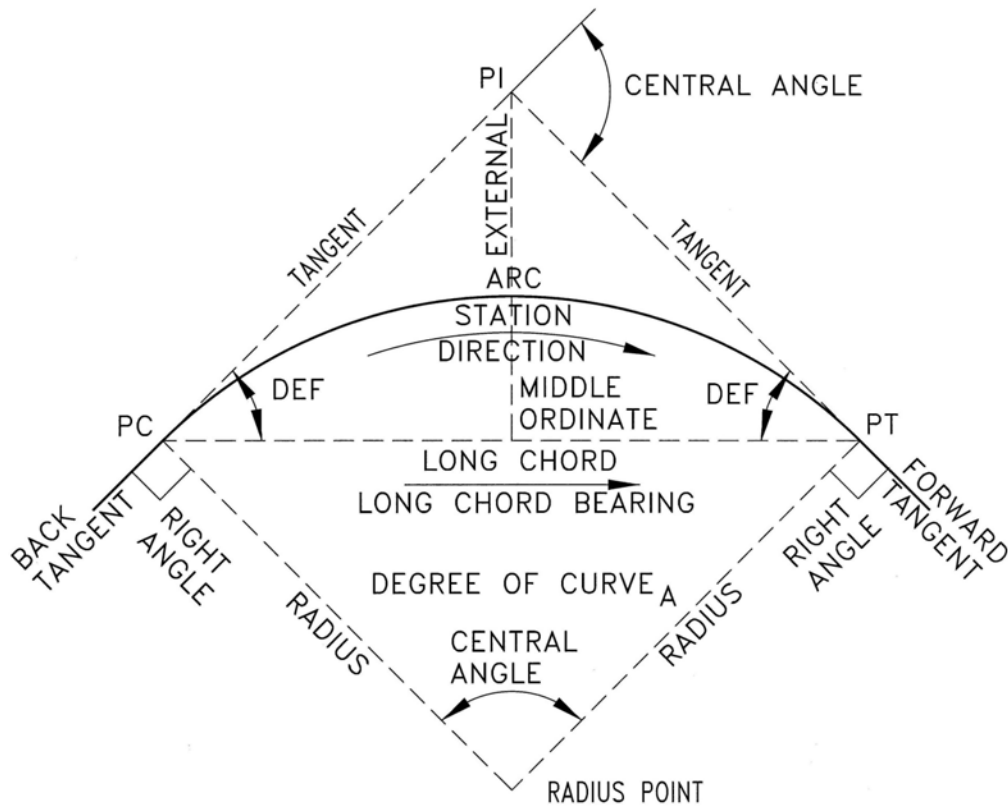 PI
CENTRAL ANGLE
EXTERNAL
TANGENT
TANGENT
ARC
STATION
DIRECTION
DEF
MIDDLE
ORDINATE
DEF
PC
PT
LONG CHORD
LONG CHORD BEARING
BACK
TANGENT
RIGHT
ANGLE
RIGHT
ANGLE
FORWARD
TANGENT
DEGREE OF CURVE A
RADIUS
RADIUS
CENTRAL
ANGLE
RADIUS POINT